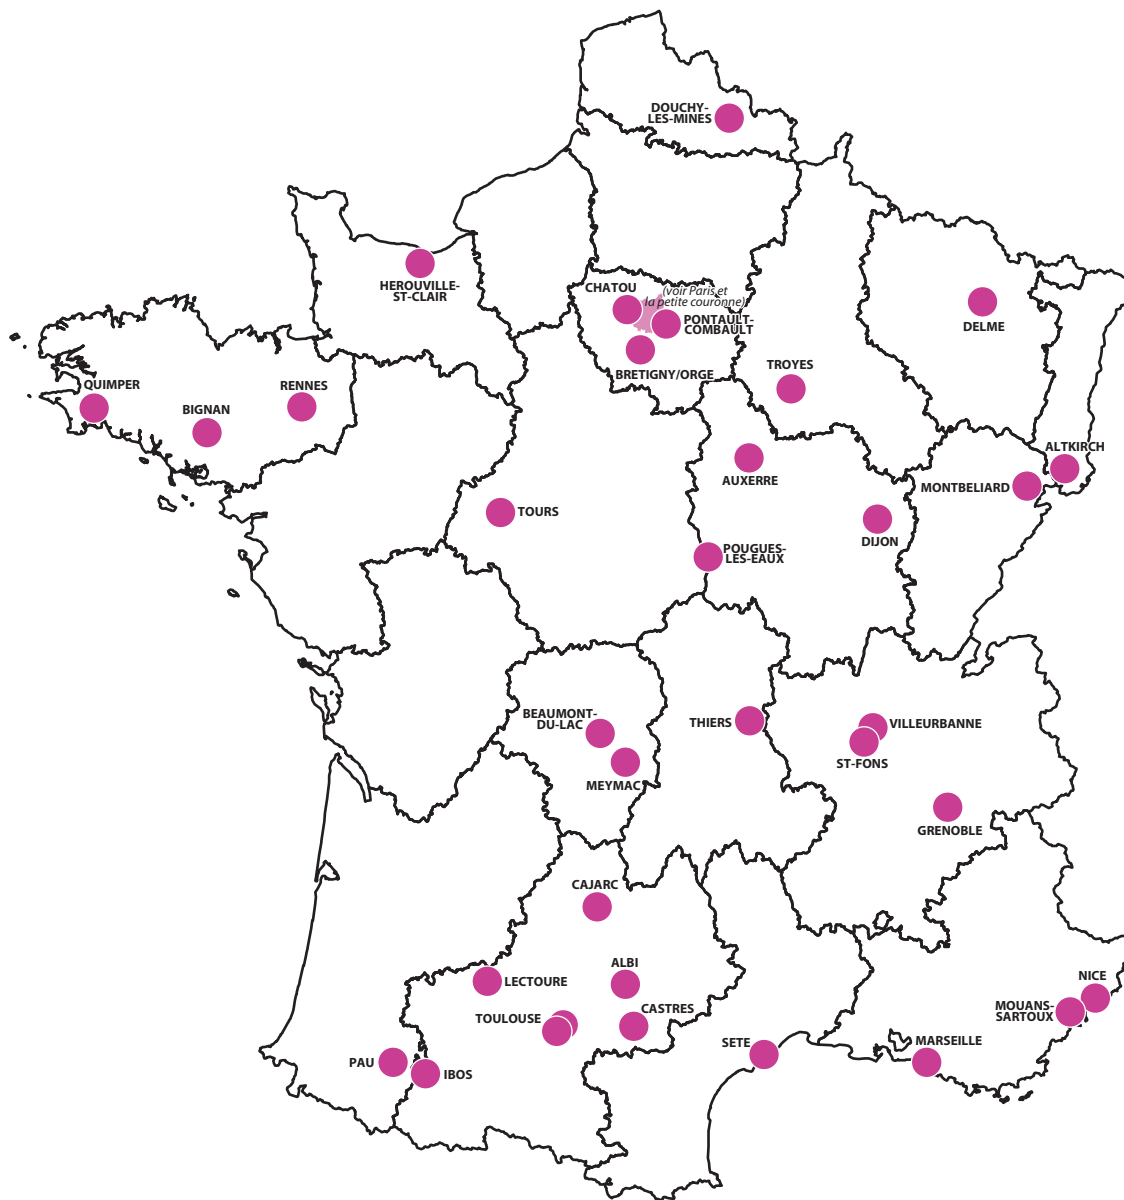 DOUCHY-
LES-MINES
HEROUVILLE-
ST-CLAIR
CHATOU
(voir Paris et
la petite couronne)
PONTAULT-
COMBAULT
BRETIGNY/ORGE
DELME
TROYES
QUIMPER
BIGNAN
RENNES
AUXERRE
ALTKIRCH
MONTBELIARD
TOURS
DIJON
POUGUES-
LES-EAUX
BEAUMONT-
DU-LAC
MEYMAC
THIERS
VILLEURBANNE
ST-FONS
GRENOBLE
CAJARC
LECTOURE
ALBI
TOULOUSE
CASTRES
NICE
MOUANS-
SARTOUX
MARSEILLE
SETE
PAU
IBOS